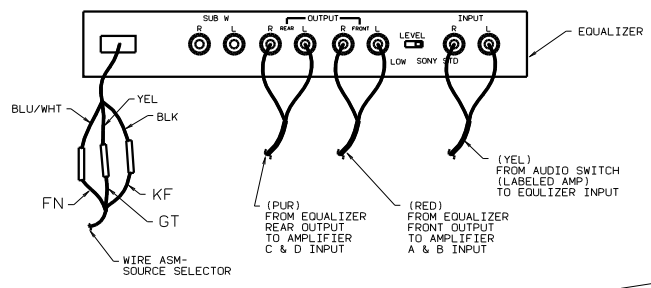 SUB W
OUTPUT
INPUT
R L R REAR L R FRONT L LEVEL R L
LOW SONY STD
EQUALIZER
BLU/WHT
YEL
BLK
FN
KF
GT
WIRE ASM-
SOURCE SELECTOR
(PUR)
FROM EQUALIZER
REAR OUTPUT
TO AMPLIFIER
C & D INPUT
(RED)
FROM EQUALIZER
FRONT OUTPUT
TO AMPLIFIER
A & B INPUT
(YEL)
FROM AUDIO SWITCH
(LABELED AMP)
TO EQULIZER INPUT